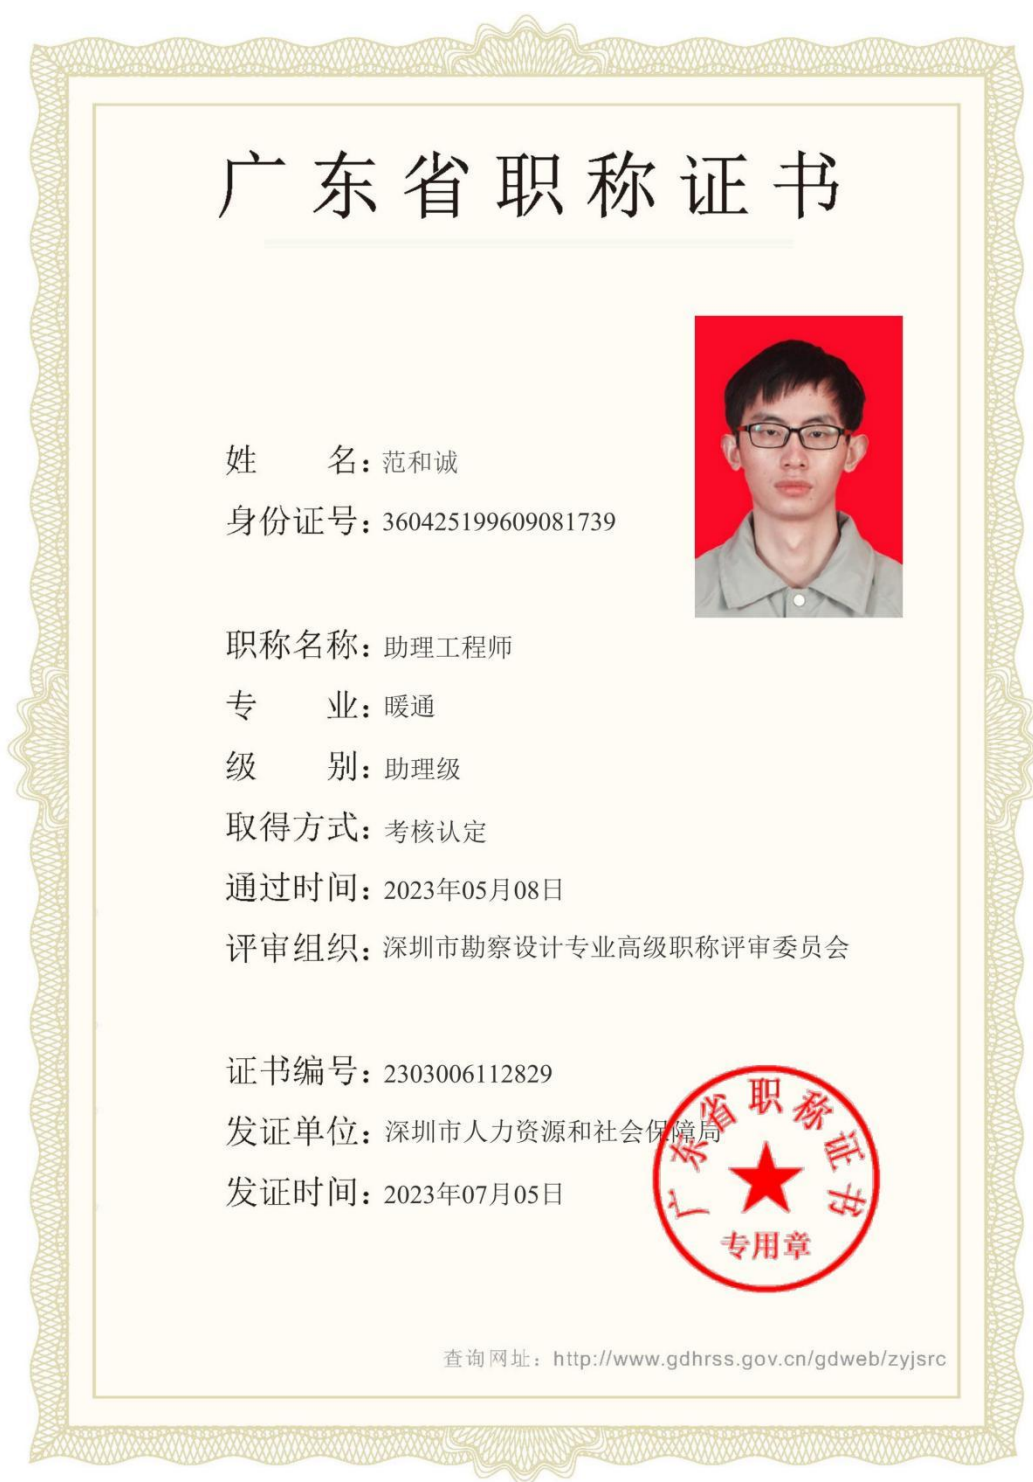 广东省职称证书
姓 名：范和诚
身份证号：360425199609081739
职称名称：助理工程师
专 业：暖通
级 别：助理级
取得方式：考核认定
通过时间：2023年05月08日
评审组织：深圳市勘察设计专业高级职称评审委员会
证书编号：2303006112829
发证单位：深圳市人力资源和社会保障局
发证时间：2023年07月05日
广东省职称证书
专用章
查询网址：http://www.gdhrss.gov.cn/gdweb/zyjsrc